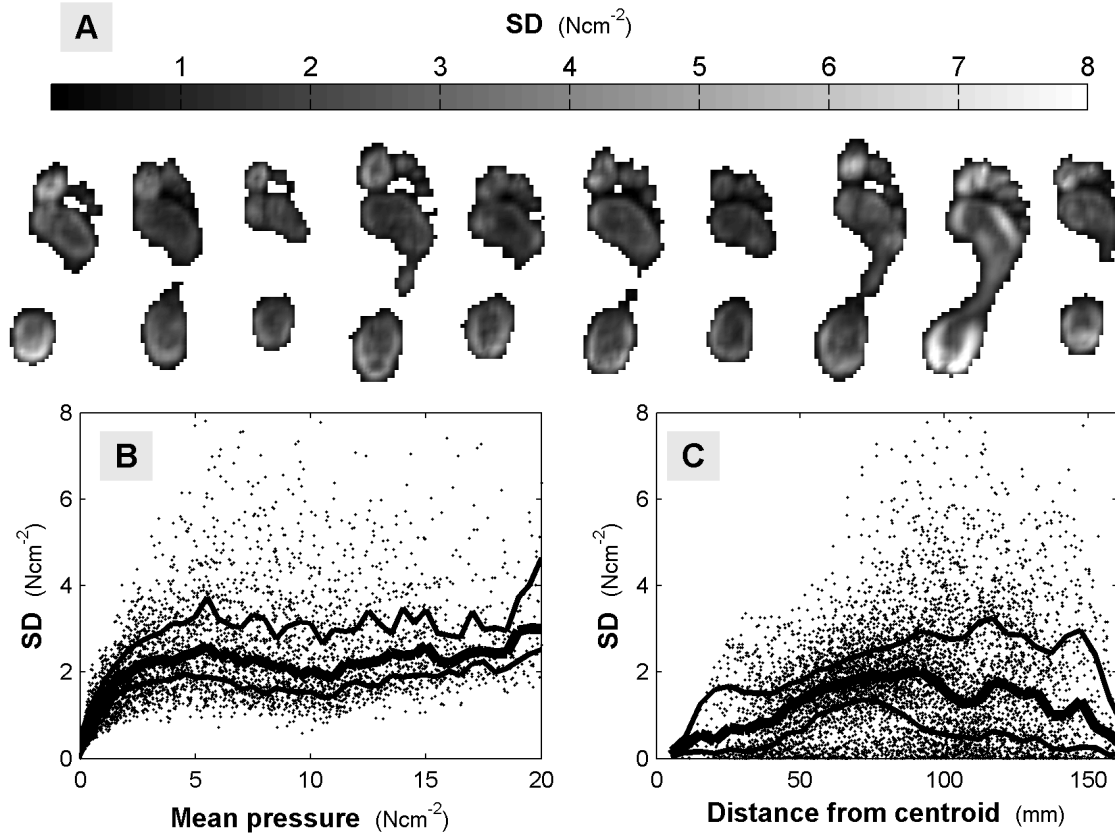 A
SD (Ncm-2)
1 2 3 4 5 6 7 8
B
SD (Ncm-2)
8
6
4
2
0
0 5 10 15 20
Mean pressure (Ncm-2)
C
SD (Ncm-2)
8
6
4
2
0
0 50 100 150
Distance from centroid (mm)